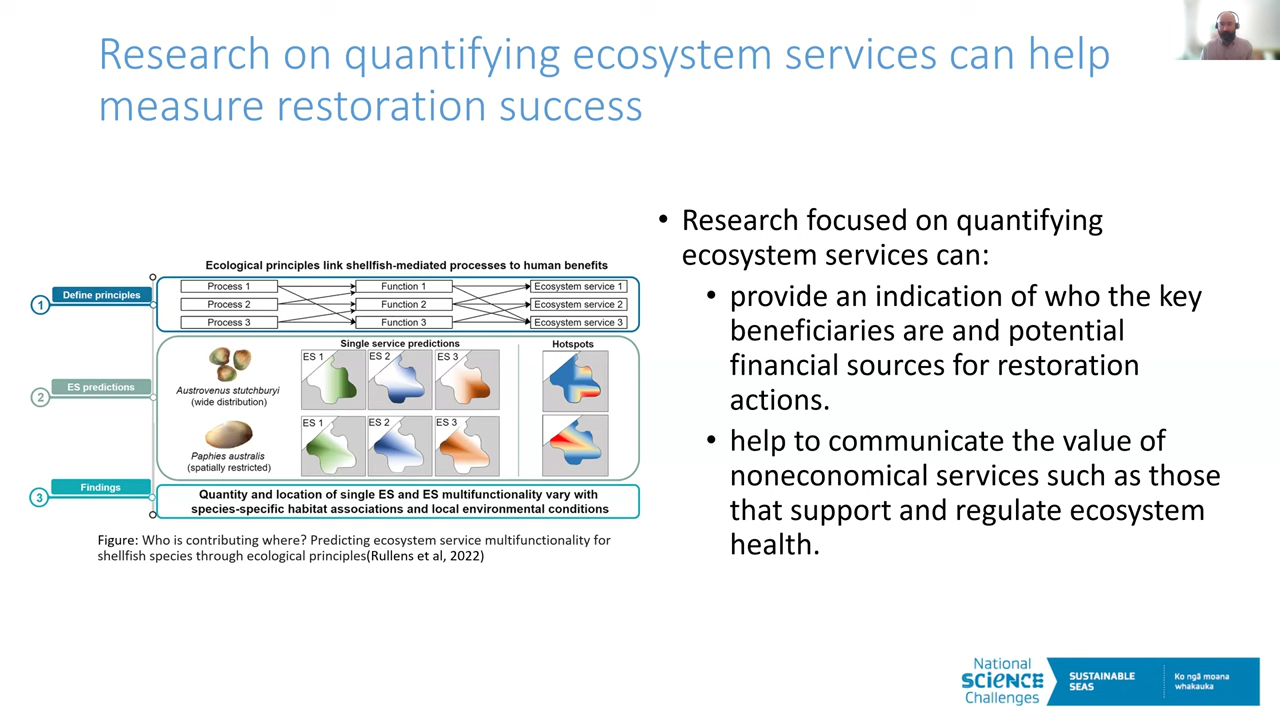 Research on quantifying ecosystem services can help
measure restoration success
Ecological principles link shellfish-mediated processes to human benefits
1
Define principles
Process 1
Function 1
Ecosystem service 1
Process 2
Function 2
Ecosystem service 2
Process 3
Function 3
Ecosystem service 3
2
ES predictions
Single service predictions
Hotspots
Austrovenus stutchburyi
(wide distribution)
ES 1
ES 2
ES 3
Paphies australis
(spatially restricted)
ES 1
ES 2
ES 3
3
Findings
Quantity and location of single ES and ES multifunctionality vary with
species-specific habitat associations and local environmental conditions
Figure: Who is contributing where? Predicting ecosystem service multifunctionality for
shellfish species through ecological principles(Rullens et al, 2022)
• Research focused on quantifying
ecosystem services can:
• provide an indication of who the key
beneficiaries are and potential
financial sources for restoration
actions.
• help to communicate the value of
noneconomical services such as those
that support and regulate ecosystem
health.
National
SCIENCE
Challenges
SUSTAINABLE
SEAS
Ko ngā moana
whakauka